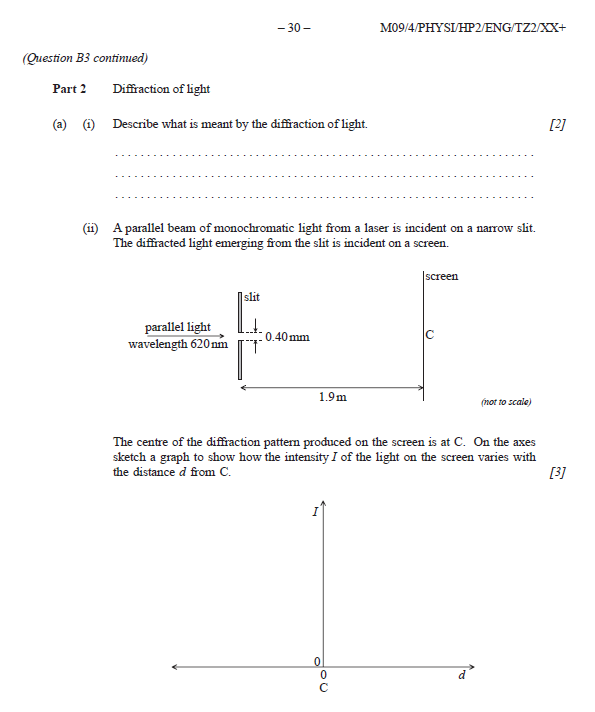 – 30 –
M09/4/PHYSI/HP2/ENG/TZ2/XX+
(Question B3 continued)
Part 2 Diffraction of light
(a) (i) Describe what is meant by the diffraction of light. [2]
(ii) A parallel beam of monochromatic light from a laser is incident on a narrow slit.
The diffracted light emerging from the slit is incident on a screen.
screen
slit
parallel light
wavelength 620 nm
0.40 mm
C
1.9 m
(not to scale)
The centre of the diffraction pattern produced on the screen is at C. On the axes
sketch a graph to show how the intensity I of the light on the screen varies with
the distance d from C. [3]
I
0
0
d
C